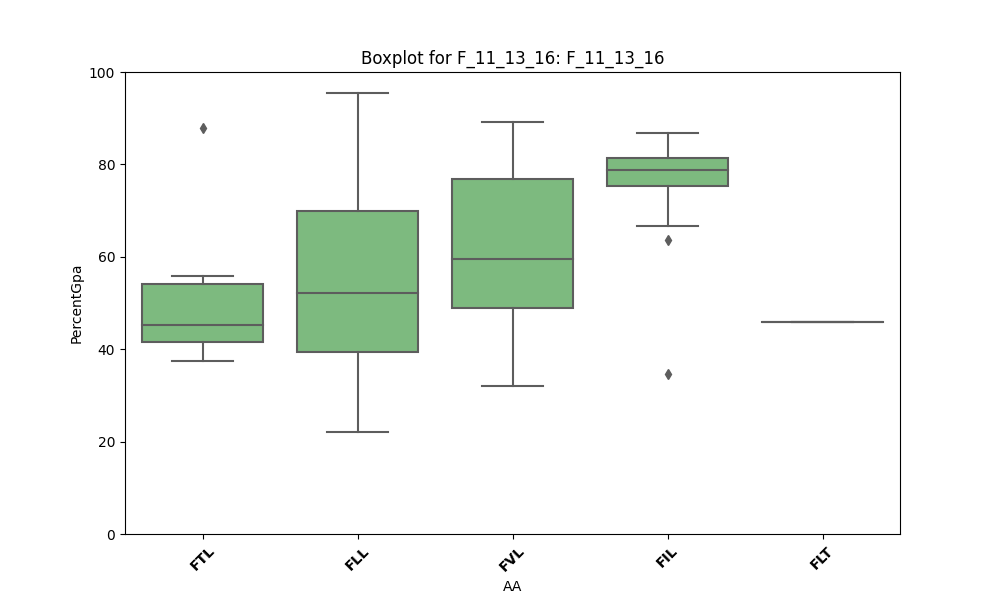 Boxplot for F_11_13_16: F_11_13_16
100
80
60
40
20
0
PercentGpa
FTL
FLL
FVL
FIL
FLT
AA